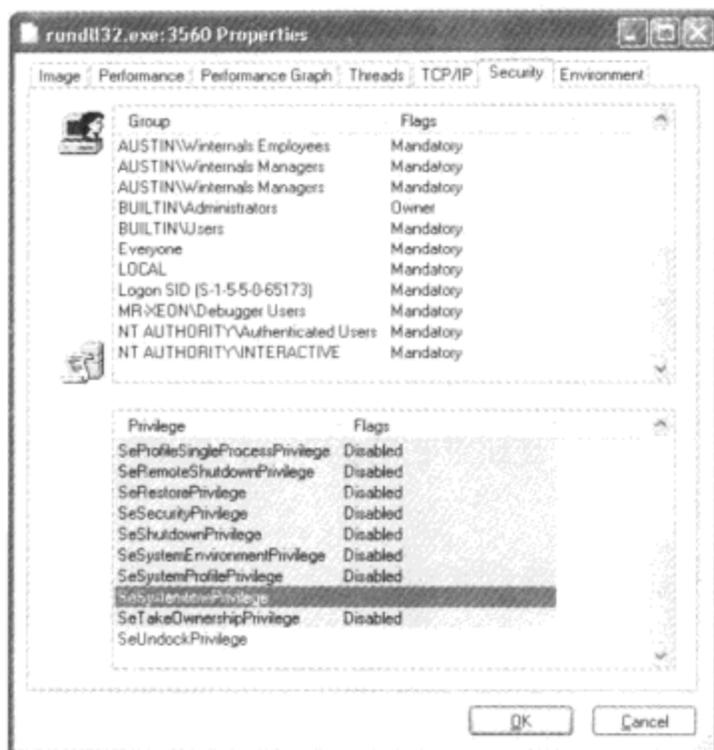 rundll32.exe:3560 Properties
Image Performance Performance Graph Threads TCP/IP Security Environment
Group Flags
AUSTIN\Winternals Employees Mandatory
AUSTIN\Winternals Managers Mandatory
AUSTIN\Winternals Managers Mandatory
BUILTIN\Administrators Owner
BUILTIN\Users Mandatory
Everyone Mandatory
LOCAL Mandatory
Logon SID (S-1-5-5-0-65173) Mandatory
MR-XEON\Debugger Users Mandatory
NT AUTHORITY\Authenticated Users Mandatory
NT AUTHORITY\INTERACTIVE Mandatory
Privilege Flags
SeProfileSingleProcessPrivilege Disabled
SeRemoteShutdownPrivilege Disabled
SeRestorePrivilege Disabled
SeSecurityPrivilege Disabled
SeShutdownPrivilege Disabled
SeSystemEnvironmentPrivilege Disabled
SeSystemProfilePrivilege Disabled
SeTakeOwnershipPrivilege Disabled
SeUndockPrivilege
OK Cancel